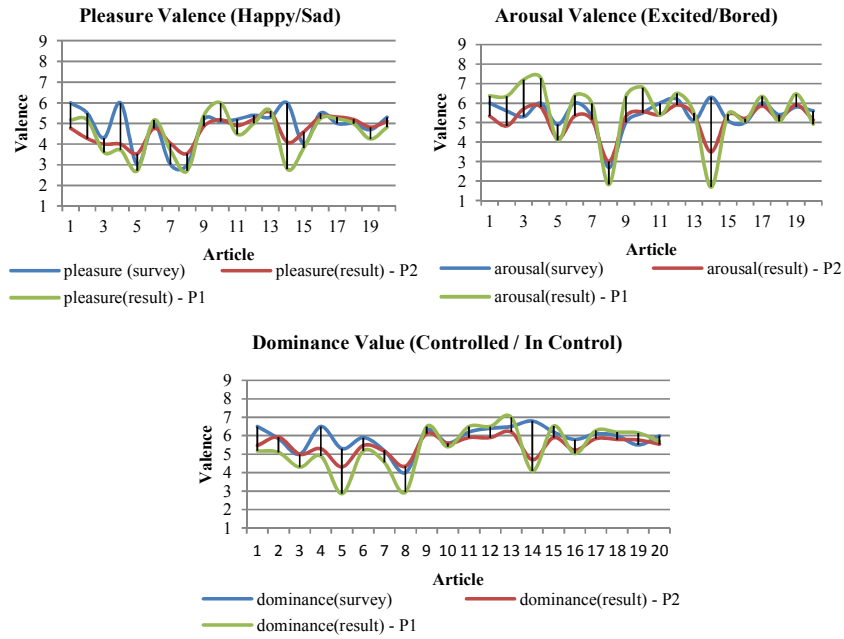 Pleasure Valence (Happy/Sad)
9
8
7
6
5
4
3
2
1
Valence
1 3 5 7 9 11 13 15 17 19
Article
pleasure (survey) pleasure(result) - P2
pleasure(result) - P1
Arousal Valence (Excited/Bored)
9
8
7
6
5
4
3
2
1
Valence
1 3 5 7 9 11 13 15 17 19
Article
arousal(survey) arousal(result) - P2
arousal(result) - P1
Dominance Value (Controlled / In Control)
9
8
7
6
5
4
3
2
1
Valence
1 2 3 4 5 6 7 8 9 10 11 12 13 14 15 16 17 18 19 20
Article
dominance(survey) dominance(result) - P2
dominance(result) - P1